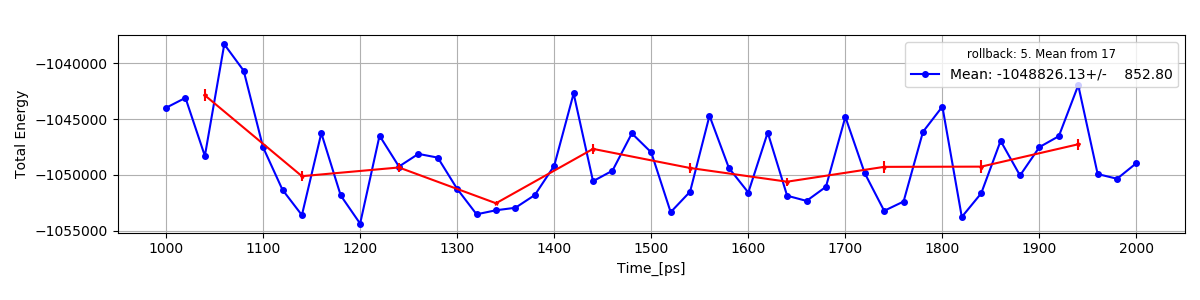 rollback: 5. Mean from 17
Mean: -1048826.13+/- 852.80
Total Energy
−1040000
−1045000
−1050000
−1055000
1000 1100 1200 1300 1400 1500 1600 1700 1800 1900 2000
Time_[ps]